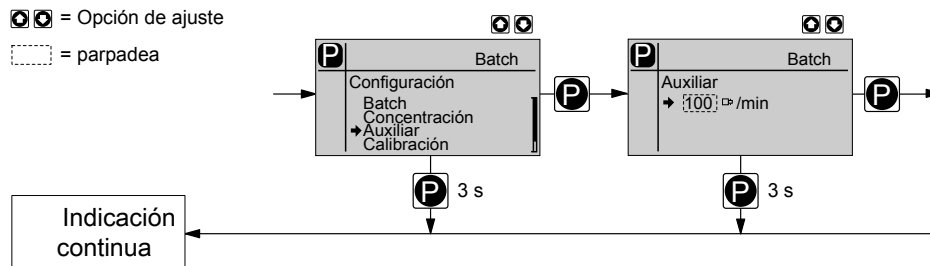 = Opción de ajuste
= parpadea
P
Batch
Configuración
Batch
Concentración
Auxiliar
Calibración
P
P
Batch
Auxiliar
100 /min
P
P 3 s
P 3 s
Indicación
continua